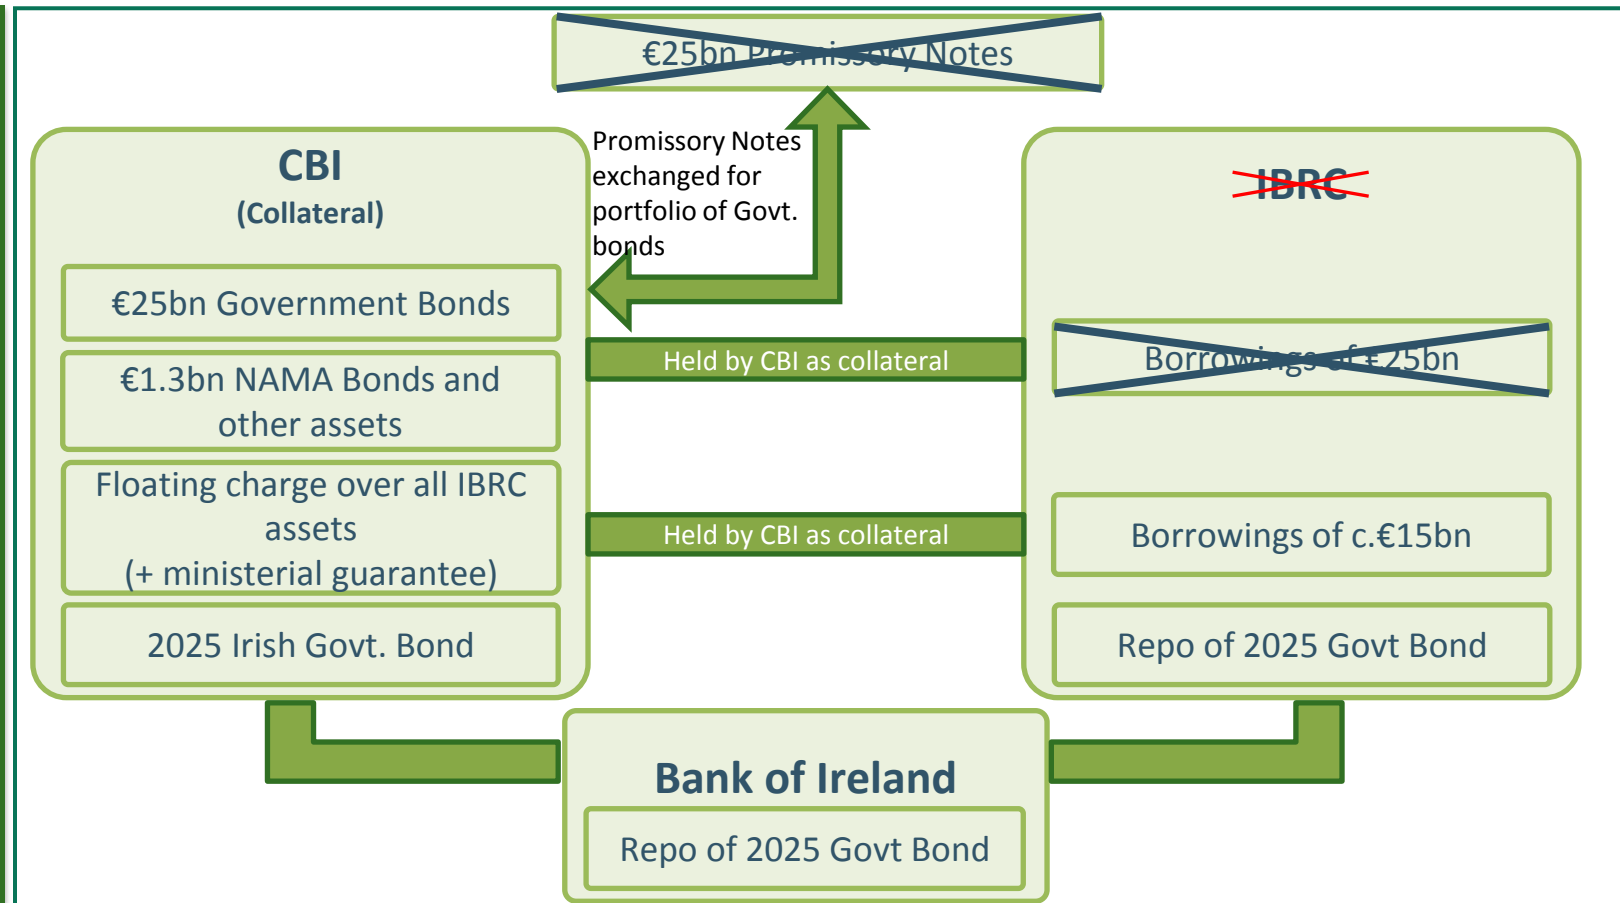 €25bn Promissory Notes
CBI
(Collateral)
€25bn Government Bonds
€1.3bn NAMA Bonds and
other assets
Floating charge over all IBRC
assets
(+ ministerial guarantee)
2025 Irish Govt. Bond
Promissory Notes
exchanged for
portfolio of Govt.
bonds
Held by CBI as collateral
Held by CBI as collateral
IBRC
Borrowings of €25bn
Borrowings of c.€15bn
Repo of 2025 Govt Bond
Bank of Ireland
Repo of 2025 Govt Bond